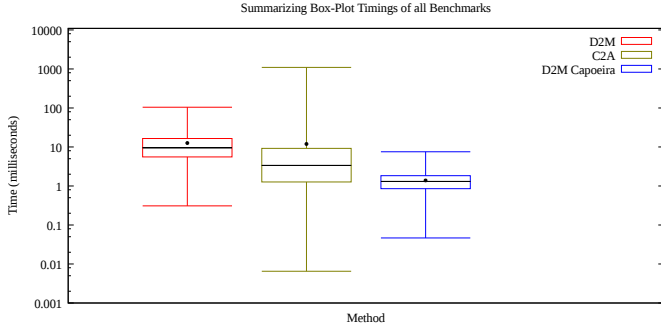 Summarizing Box-Plot Timings of all Benchmarks
10000
1000
100
10
1
0.1
0.01
0.001
Time (milliseconds)
D2M
C2A
D2M Capoeira
Method